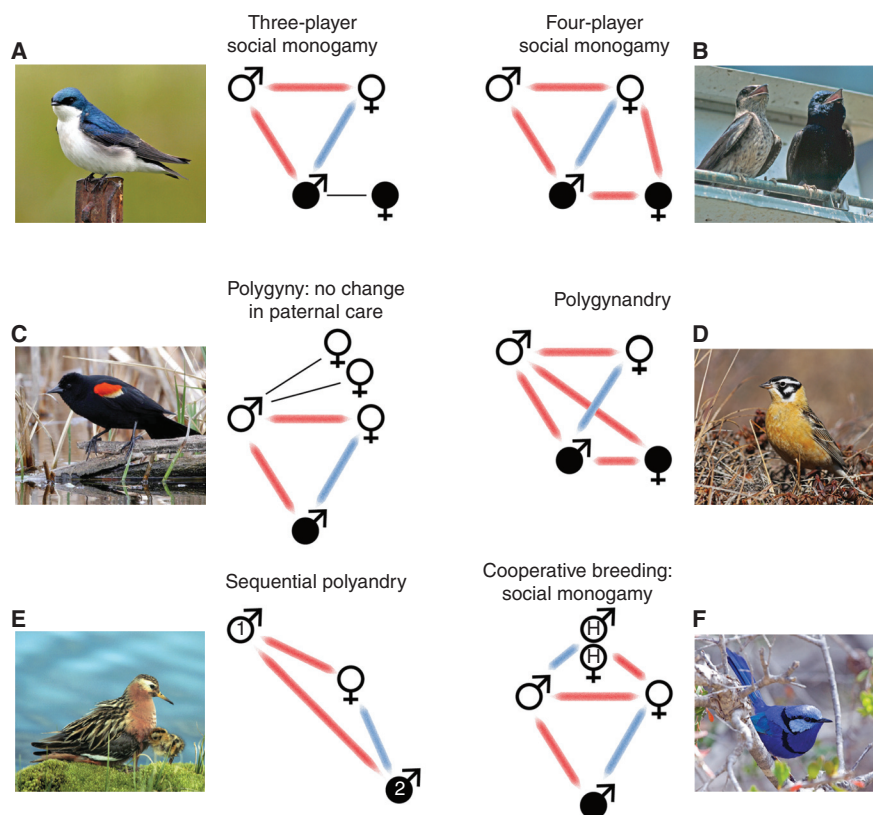 Three-player
social monogamy
Four-player
social monogamy
A
B
Polygyny: no change
in paternal care
Polygynandry
C
D
Sequential polyandry
Cooperative breeding:
social monogamy
E
F
1
2
H
H